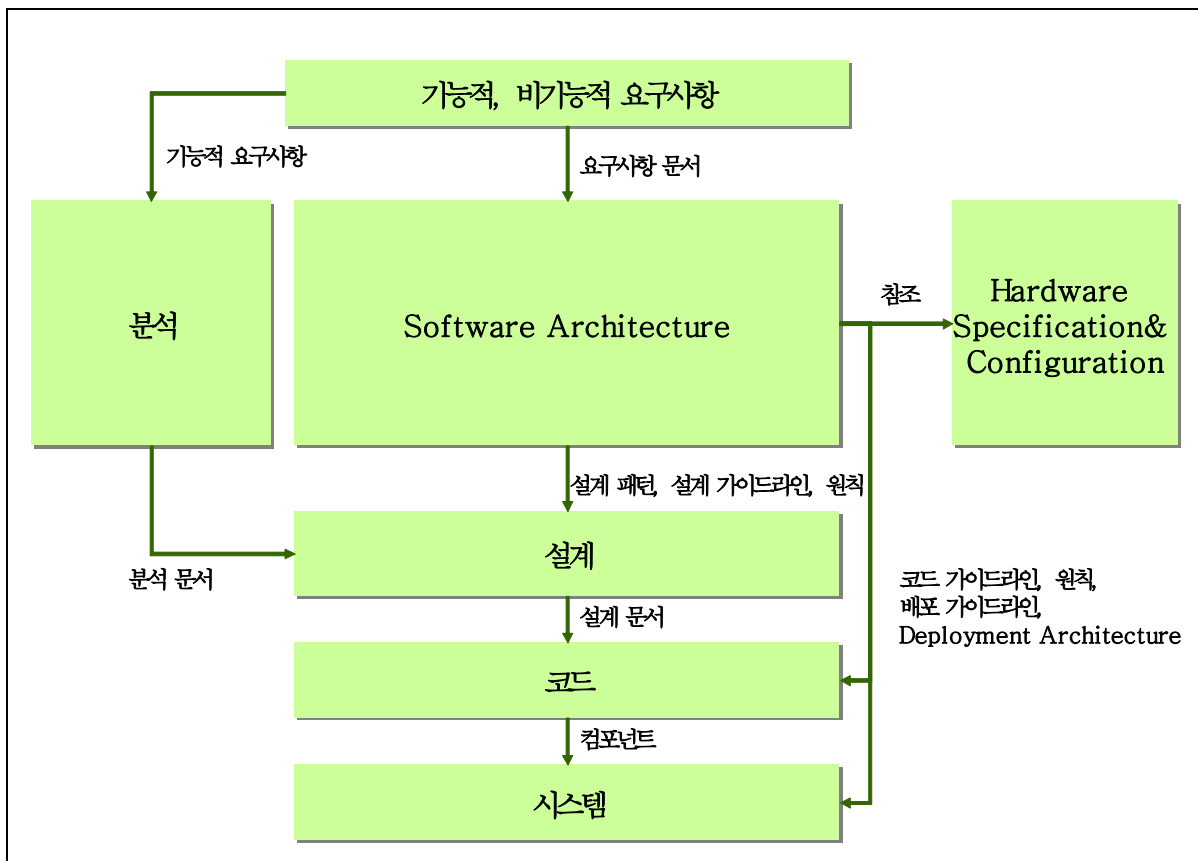 기능적, 비기능적 요구사항
기능적 요구사항
요구사항 문서
분석
Software Architecture
참조
Hardware
Specification&
Configuration
설계 패턴, 설계 가이드라인, 원칙
설계
분석 문서
코드 가이드라인, 원칙,
배포 가이드라인,
Deployment Architecture
설계 문서
코드
컴포넌트
시스템